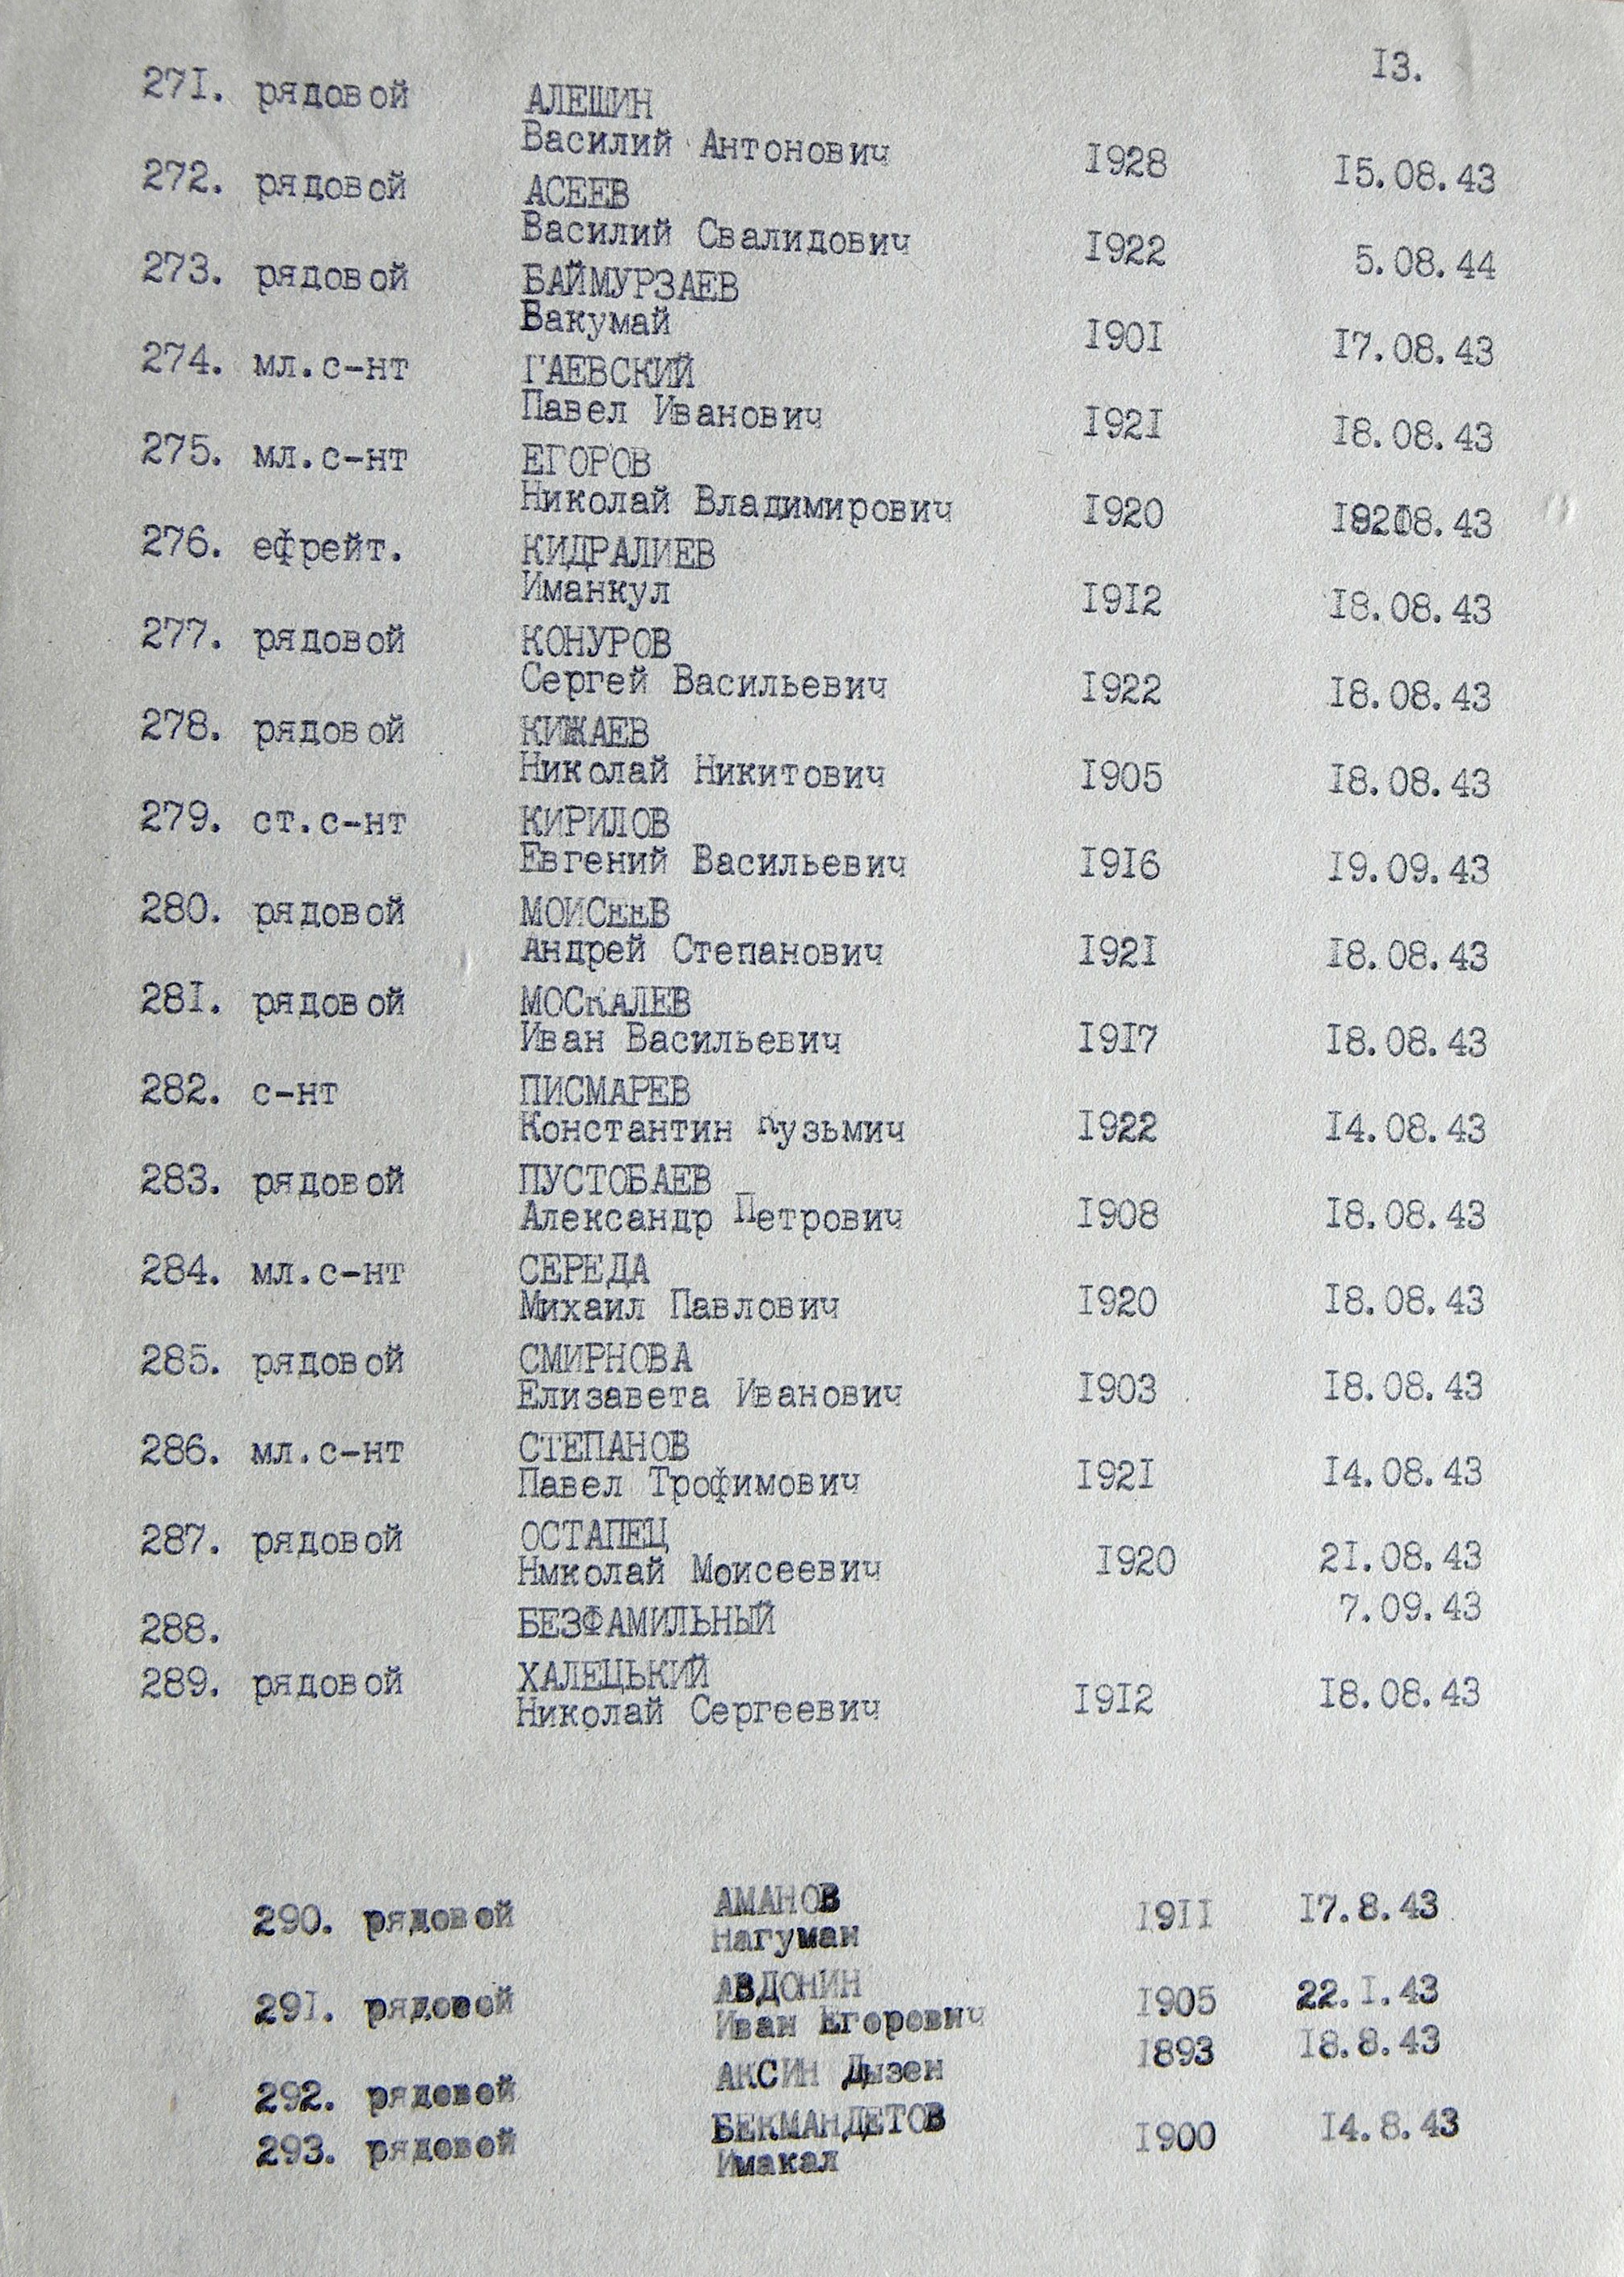 13.
271. рядовой АЛЕШИН
Василий Антонович 1928 15.08.43
272. рядовой АСЕЕВ
Василий Свалидович 1922 5.08.44
273. рядовой БАЙМУРЗАЕВ
Вакумай 1901 17.08.43
274. мл.с-нт ГАЕВСКИЙ
Павел Иванович 1921 18.08.43
275. мл.с-нт ЕГОРОВ
Николай Владимирович 1920
276. ефрейт. КИДРАЛИЕВ
Иманкул 1912 18.08.43
277. рядовой КОНУРОВ
Сергей Васильевич 1922 18.08.43
278. рядовой КИЖАЕВ
Николай Никитович 1905 18.08.43
279. ст.с-нт КИРИЛОВ
Евгений Васильевич 1916 19.09.43
280. рядовой МОИСЕЕВ
Андрей Степанович 1921 18.08.43
281. рядовой МОСКАЛЕВ
Иван Васильевич 1917 18.08.43
282. с-нт ПИСМАРЕВ
Константин Кузьмич 1922 14.08.43
283. рядовой ПУСТОБАЕВ
Александр Петрович 1908 18.08.43
284. мл.с-нт СЕРЕДА
Михаил Павлович 1920 18.08.43
285. рядовой СМИРНОВА
Елизавета Иванович 1903 18.08.43
286. мл.с-нт СТЕПАНОВ
Павел Трофимович 1921 14.08.43
287. рядовой ОСТАПЕЦ
Нмколай Моисеевич 1920 21.08.43
288. БЕЗФАМИЛЬНЫЙ 7.09.43
289. рядовой ХАЛЕЦЬКИЙ
Николай Сергеевич 1912 18.08.43
290. рядовой АМАНОВ 1911 17.8.43
Нагуман
291. рядовой АВДОНИН 1905 22.1.43
Иван Егорович
292. рядовой АКСИН Дызен 1893 18.8.43
293. рядовой БЕКМАНДЕТОВ 1900 14.8.43
Имакал